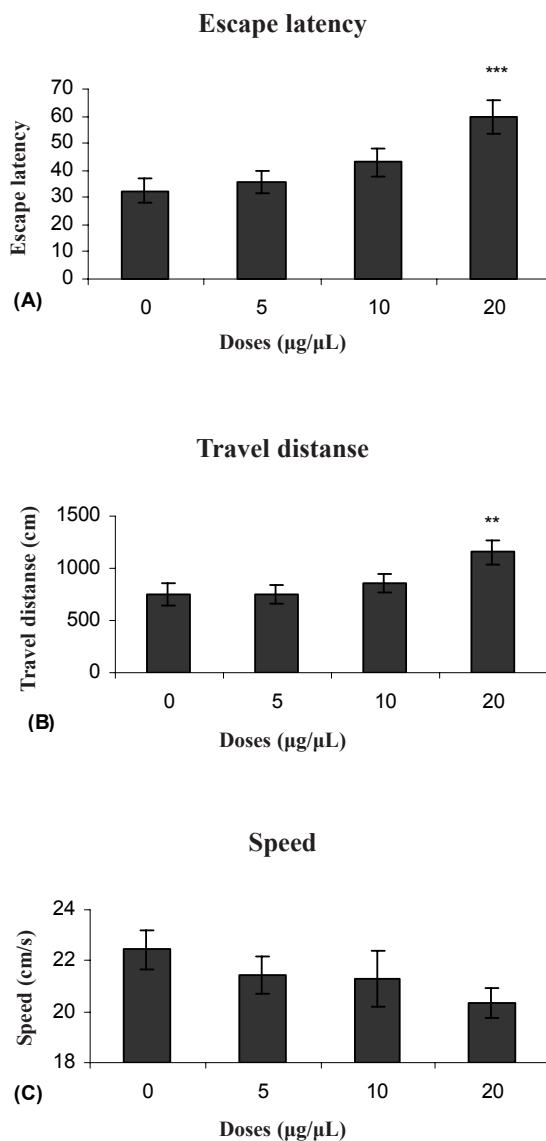 Escape latency
***
70
60
50
40
30
20
10
0
Escape latency
(A)
0 5 10 20
Doses (µg/µL)
Travel distanse
**
1500
1000
500
0
Travel distanse (cm)
(B)
0 5 10 20
Doses (µg/µL)
Speed
24
22
20
18
Speed (cm/s)
(C)
0 5 10 20
Doses (µg/µL)